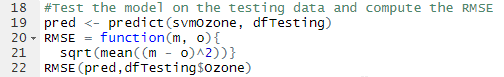 18 #Test the model on the testing data and compute the RMSE
19 pred <- predict(svmOzone, dfTesting)
20 RMSE = function(m, o){
21 sqrt(mean((m - o)^2))}
22 RMSE(pred,dfTesting$Ozone)